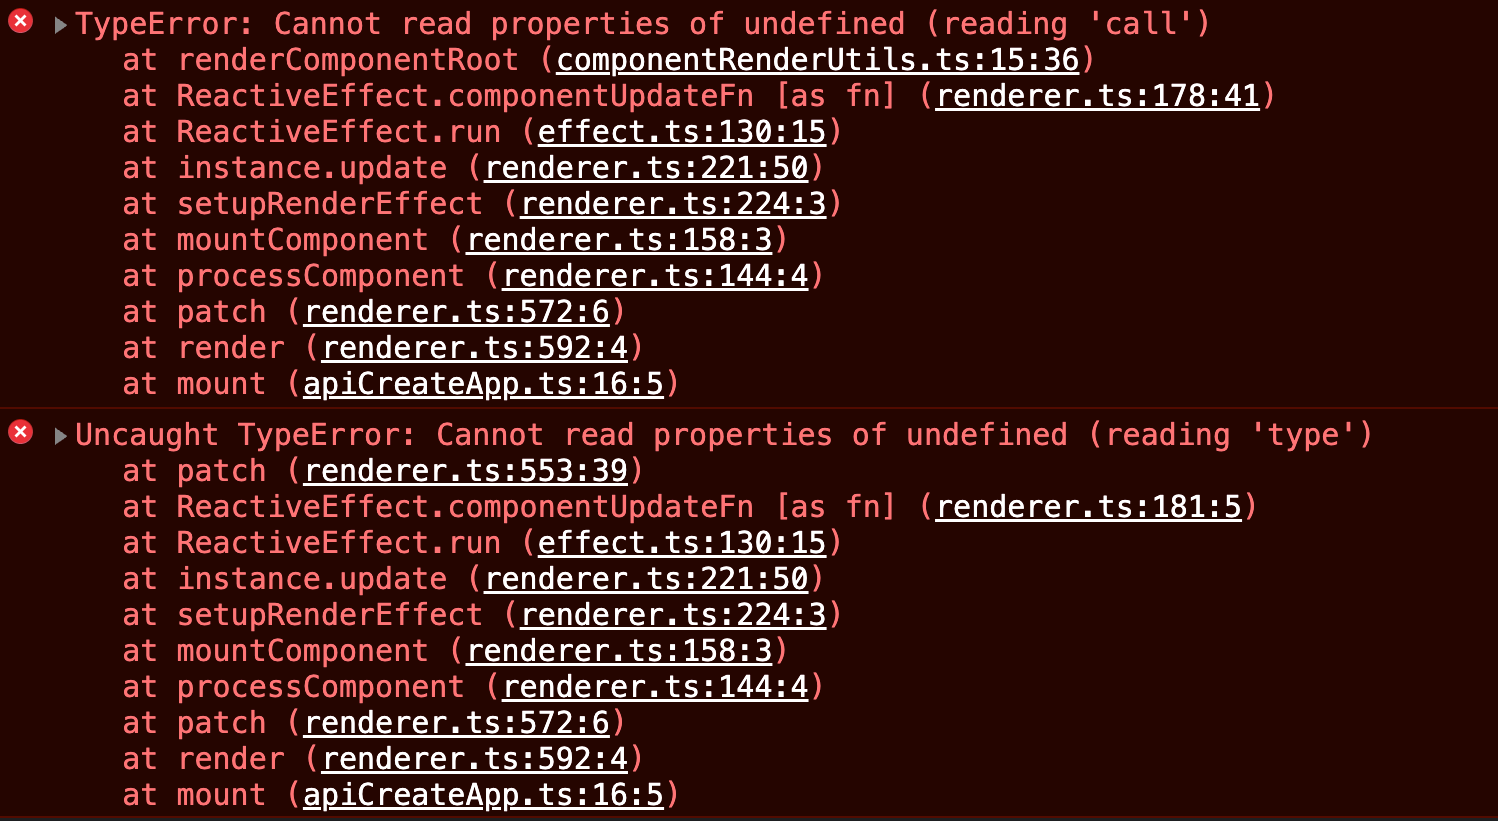 TypeError: Cannot read properties of undefined (reading 'call')
at renderComponentRoot (componentRenderUtils.ts:15:36)
at ReactiveEffect.componentUpdateFn [as fn] (renderer.ts:178:41)
at ReactiveEffect.run (effect.ts:130:15)
at instance.update (renderer.ts:221:50)
at setupRenderEffect (renderer.ts:224:3)
at mountComponent (renderer.ts:158:3)
at processComponent (renderer.ts:144:4)
at patch (renderer.ts:572:6)
at render (renderer.ts:592:4)
at mount (apiCreateApp.ts:16:5)
Uncaught TypeError: Cannot read properties of undefined (reading 'type')
at patch (renderer.ts:553:39)
at ReactiveEffect.componentUpdateFn [as fn] (renderer.ts:181:5)
at ReactiveEffect.run (effect.ts:130:15)
at instance.update (renderer.ts:221:50)
at setupRenderEffect (renderer.ts:224:3)
at mountComponent (renderer.ts:158:3)
at processComponent (renderer.ts:144:4)
at patch (renderer.ts:572:6)
at render (renderer.ts:592:4)
at mount (apiCreateApp.ts:16:5)